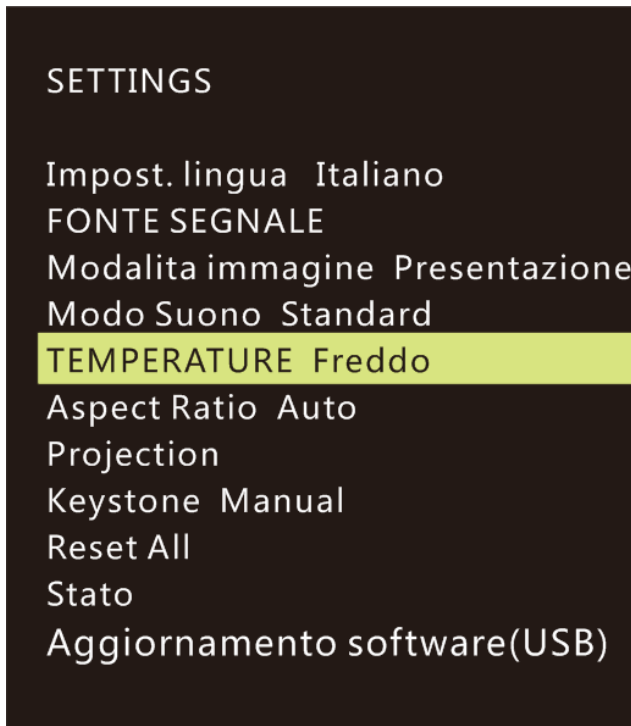 SETTINGS
Impost. lingua Italiano
FONTE SEGNALE
Modalita immagine Presentazione
Modo Suono Standard
TEMPERATURE Freddo
Aspect Ratio Auto
Projection
Keystone Manual
Reset All
Stato
Aggiornamento software(USB)